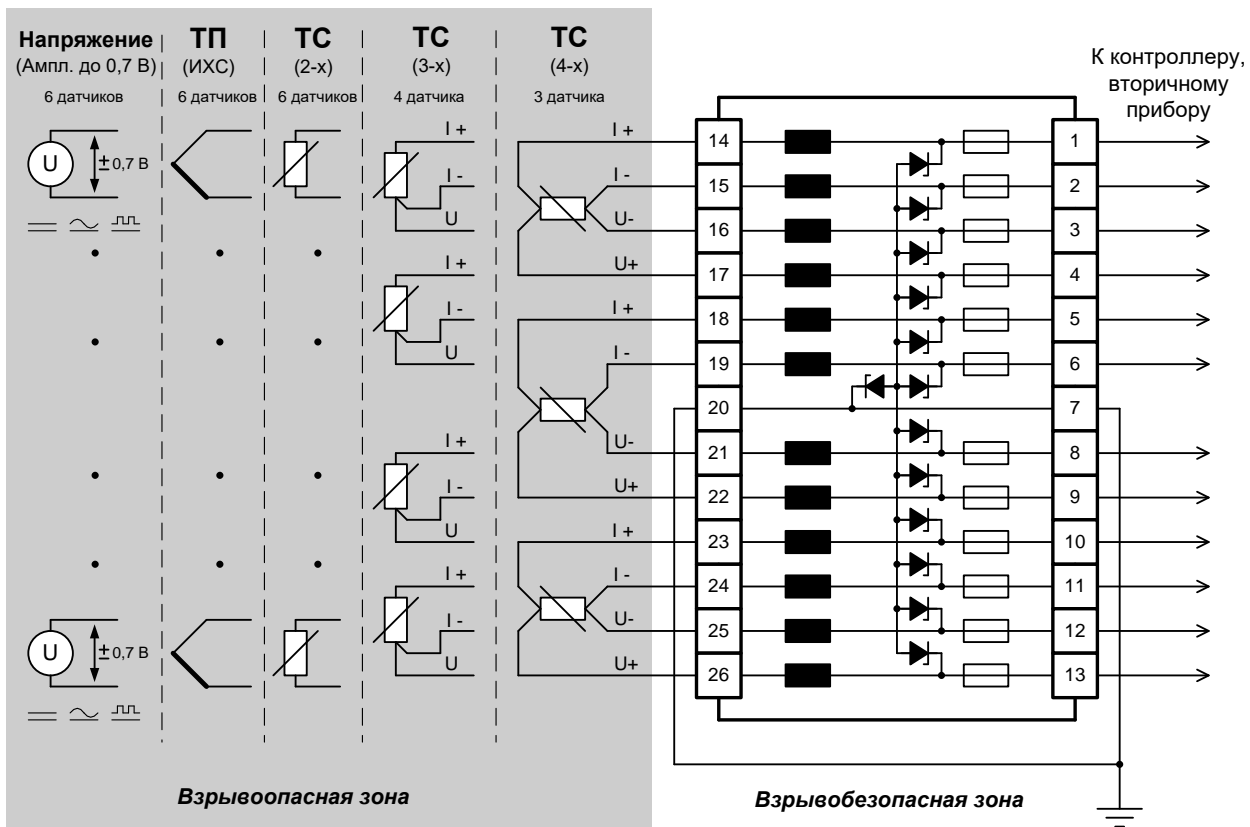 Напряжение
(Ампл. до 0,7 В)
6 датчиков
ТП
(ИХС)
6 датчиков
ТС
(2-х)
6 датчиков
ТС
(3-х)
4 датчика
ТС
(4-х)
3 датчика
К контроллеру,
вторичному
прибору
U
± 0,7 В
I +
I -
U
I +
I -
U
I +
I -
U
I +
I -
U
U
± 0,7 В
I +
I -
U-
U+
I +
I -
U-
U+
I +
I -
U-
U+
14
15
16
17
18
19
20
21
22
23
24
25
26
1
2
3
4
5
6
7
8
9
10
11
12
13
Взрывоопасная зона
Взрывобезопасная зона